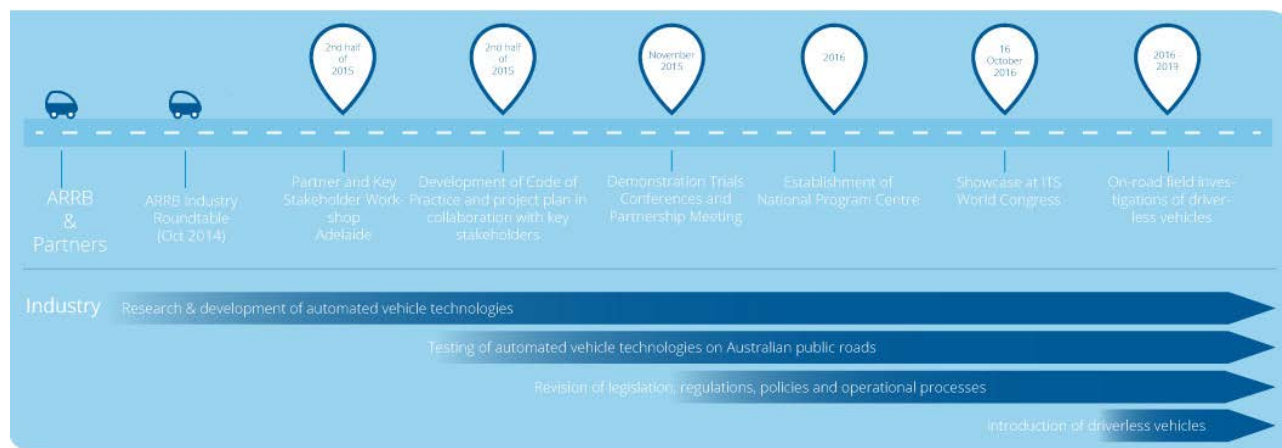 2nd half
of
2015
2nd half
of
2015
November
2015
2016
16
October
2016
2016 -
2019
ARRB
&
Partners
ARRB Industry
Roundtable
(Oct 2014)
Partner and Key
Stakeholder Work-
shop
Adelaide
Development of Code of
Practice and project plan in
collaboration with key
stakeholders
Demonstration Trials
Conferences and
Partnership Meeting
Establishment of
National Program Centre
Showcase at ITS
World Congress
On-road field inves-
tigations of driver-
less vehicles
Industry
Research & development of automated vehicle technologies
Testing of automated vehicle technologies on Australian public roads
Revision of legislation, regulations, policies and operational processes
Introduction of driverless vehicles